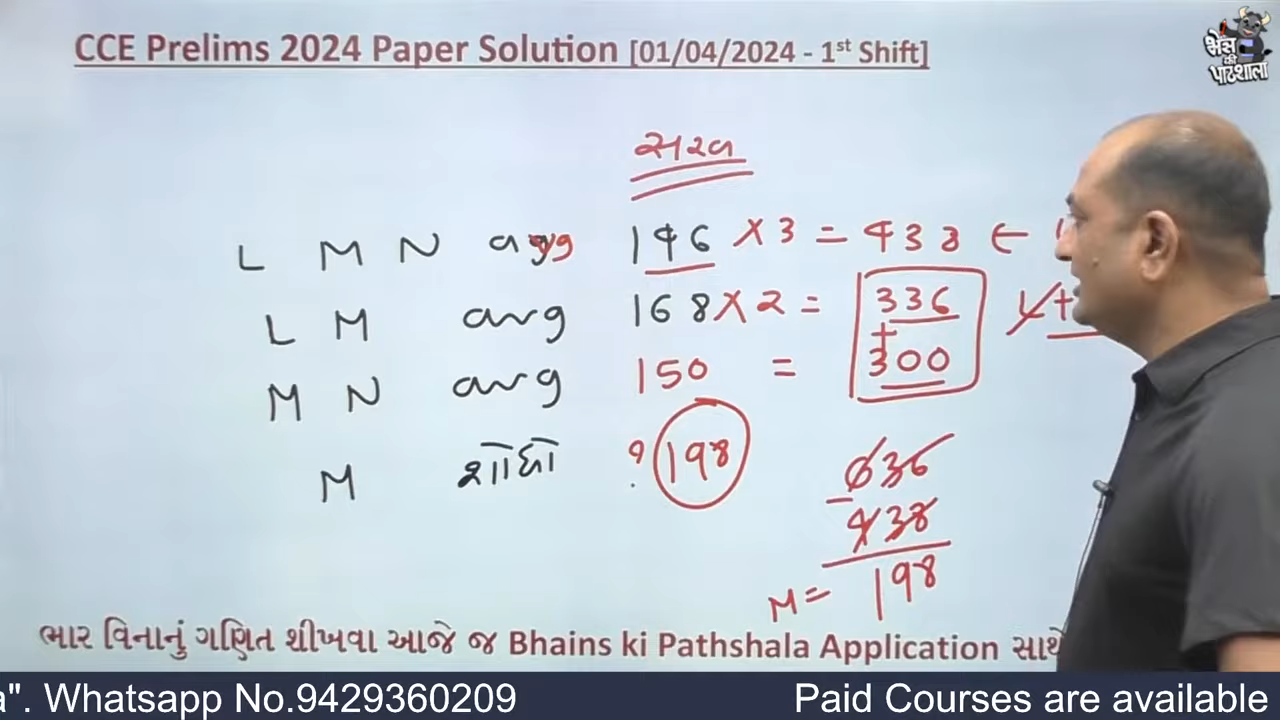 CCE Prelims 2024 Paper Solution [01/04/2024 - 1st Shift]
भैंस
की
पाठशाला
સરલ
L M N avg 146 X 3 = 438 ←
L M avg 168 X 2 = 336
+
M N avg 150 = 300
M શોધો ? 198
636
- 438
M = 198
ભાર વિનાનું ગણિત શીખવા આજે જ Bhains ki Pathshala Application સાથે
a". Whatsapp No.9429360209 Paid Courses are available